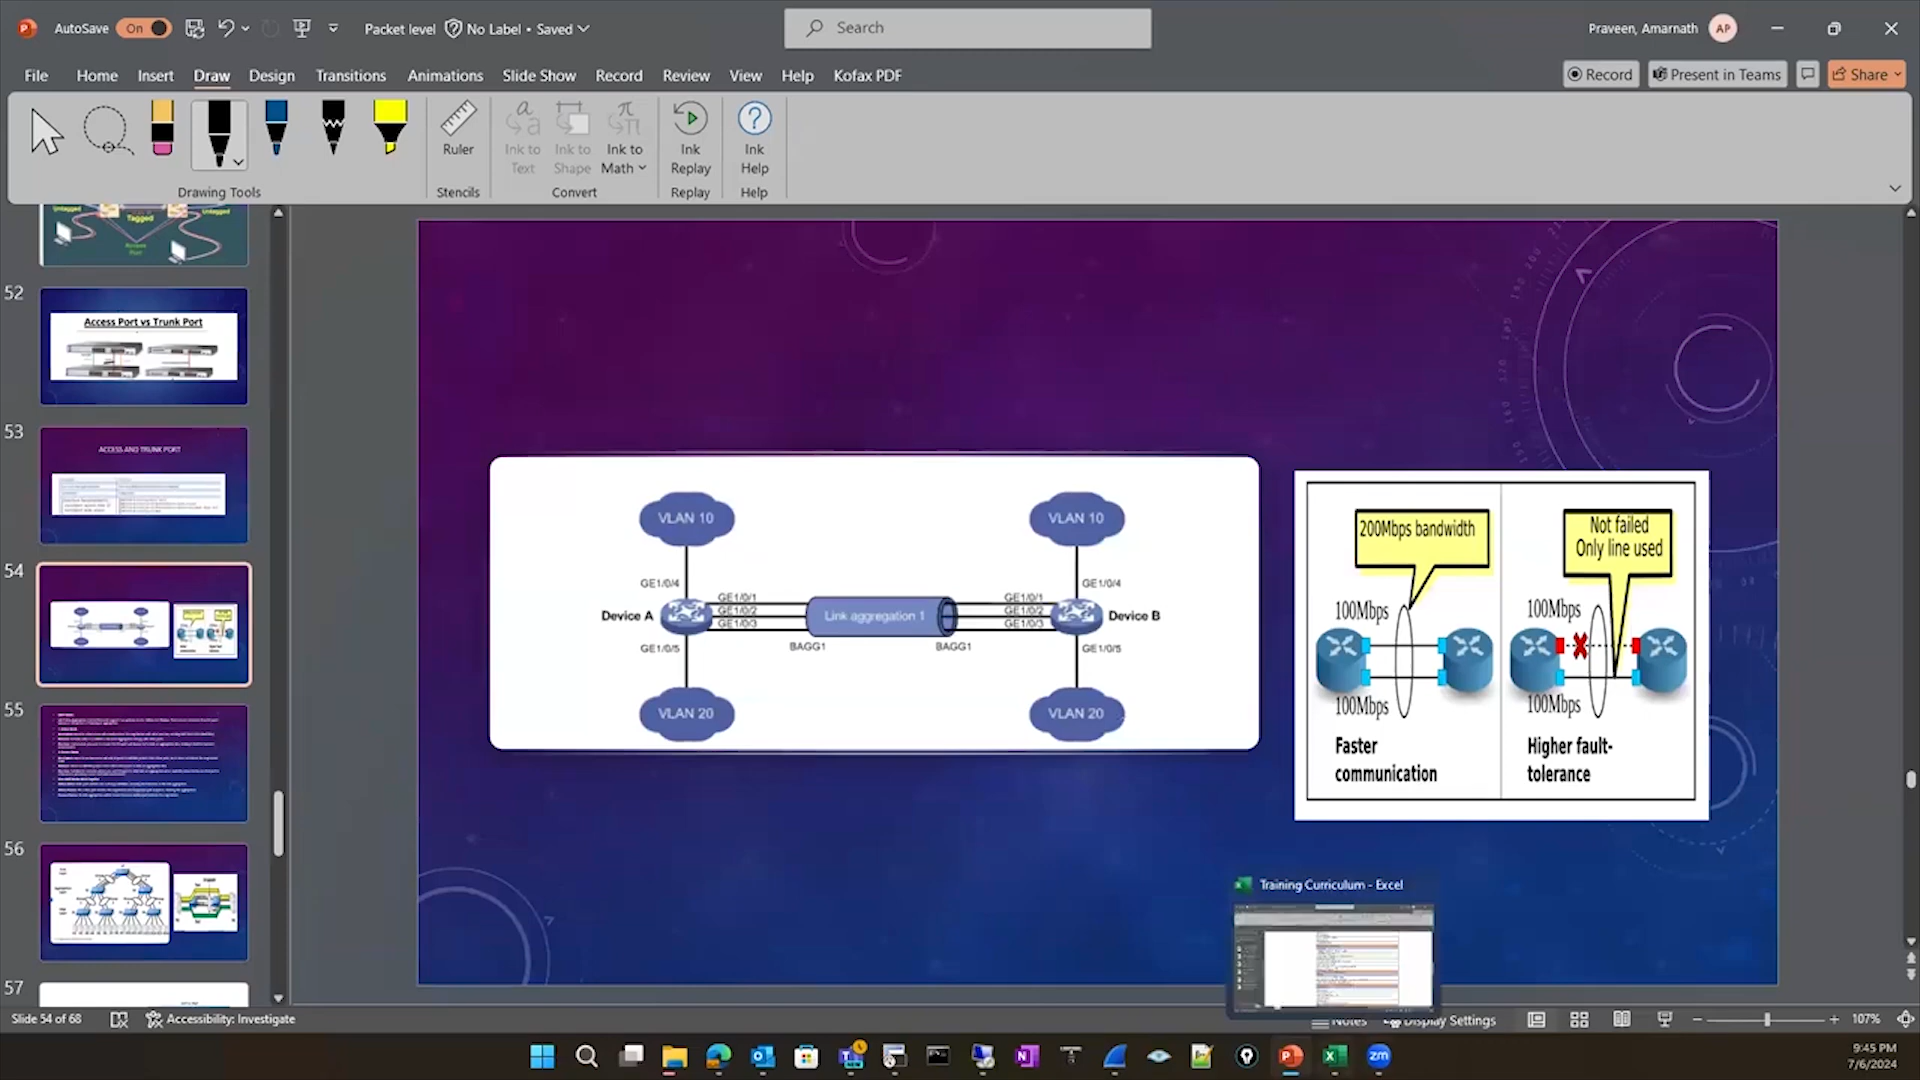 AutoSave On Packet level No Label • Saved Search Praveen, Amarnath AP
File Home Insert Draw Design Transitions Animations Slide Show Record Review View Help Kofax PDF Record Present in Teams Share
Ruler
Ink to Text
Ink to Shape
Ink to Math
Ink Replay
Ink Help
Drawing Tools Stencils Convert Replay Help
Untagged Tagged Untagged
52
Access Port vs Trunk Port
53
ACCESS AND TRUNK PORT
54
55
56
57
VLAN 10 VLAN 10
GE1/0/4 GE1/0/4
GE1/0/1 GE1/0/1
GE1/0/2 GE1/0/2
Device A Link aggregation 1 Device B
GE1/0/3 GE1/0/3
GE1/0/5 BAGG1 BAGG1 GE1/0/5
VLAN 20 VLAN 20
200Mbps bandwidth
100Mbps
100Mbps
Faster
communication
Not failed
Only line used
100Mbps
100Mbps
Higher fault-
tolerance
Training Curriculum - Excel
Slide 54 of 68 Accessibility: Investigate Notes Display Settings 107%
9:45 PM
7/6/2024